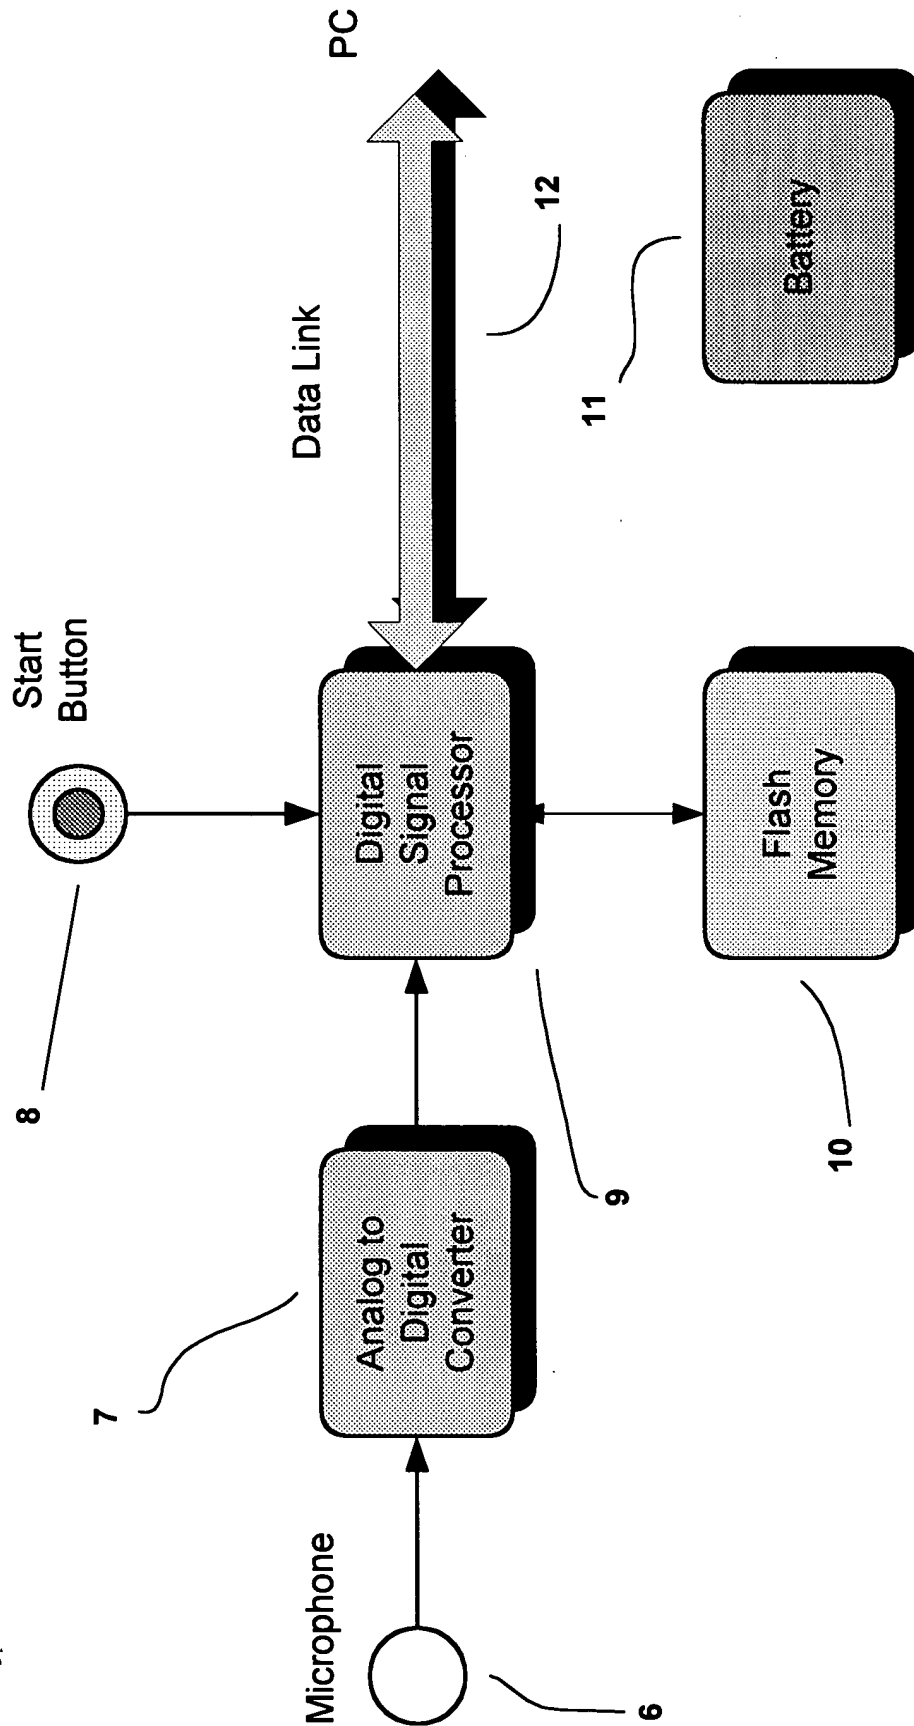 Start
Button
8
Data Link
PC
Microphone
7
Analog to
Digital
Converter
Digital
Signal
Processor
12
6
9
11
10
Flash
Memory
Battery